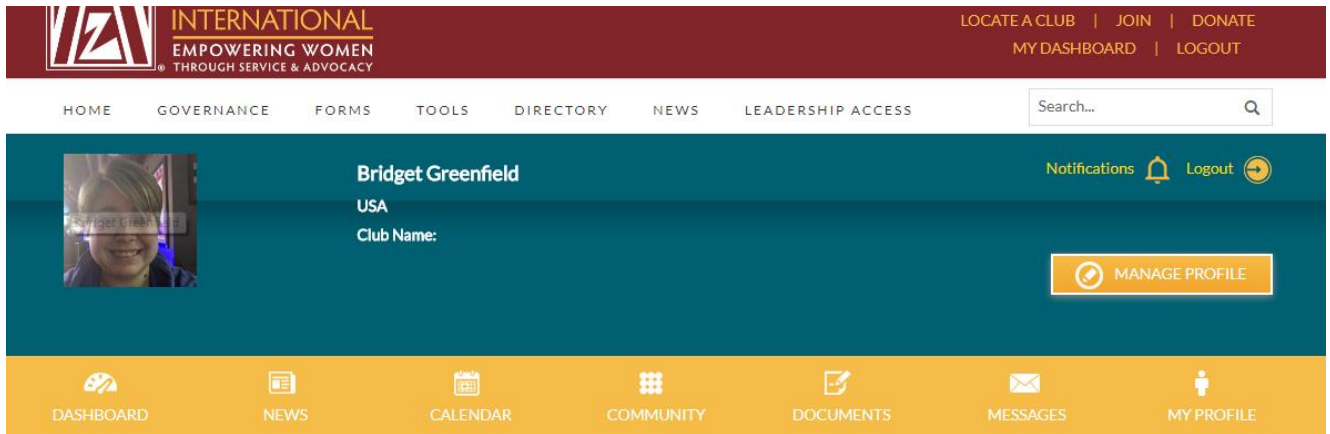 INTERNATIONAL
EMPOWERING WOMEN
® THROUGH SERVICE & ADVOCACY
LOCATE A CLUB | JOIN | DONATE
MY DASHBOARD | LOGOUT
HOME GOVERNANCE FORMS TOOLS DIRECTORY NEWS LEADERSHIP ACCESS
Search...
Bridget Greenfield
USA
Club Name:
Bridget Greenfield
Notifications Logout
MANAGE PROFILE
DASHBOARD NEWS CALENDAR COMMUNITY DOCUMENTS MESSAGES MY PROFILE